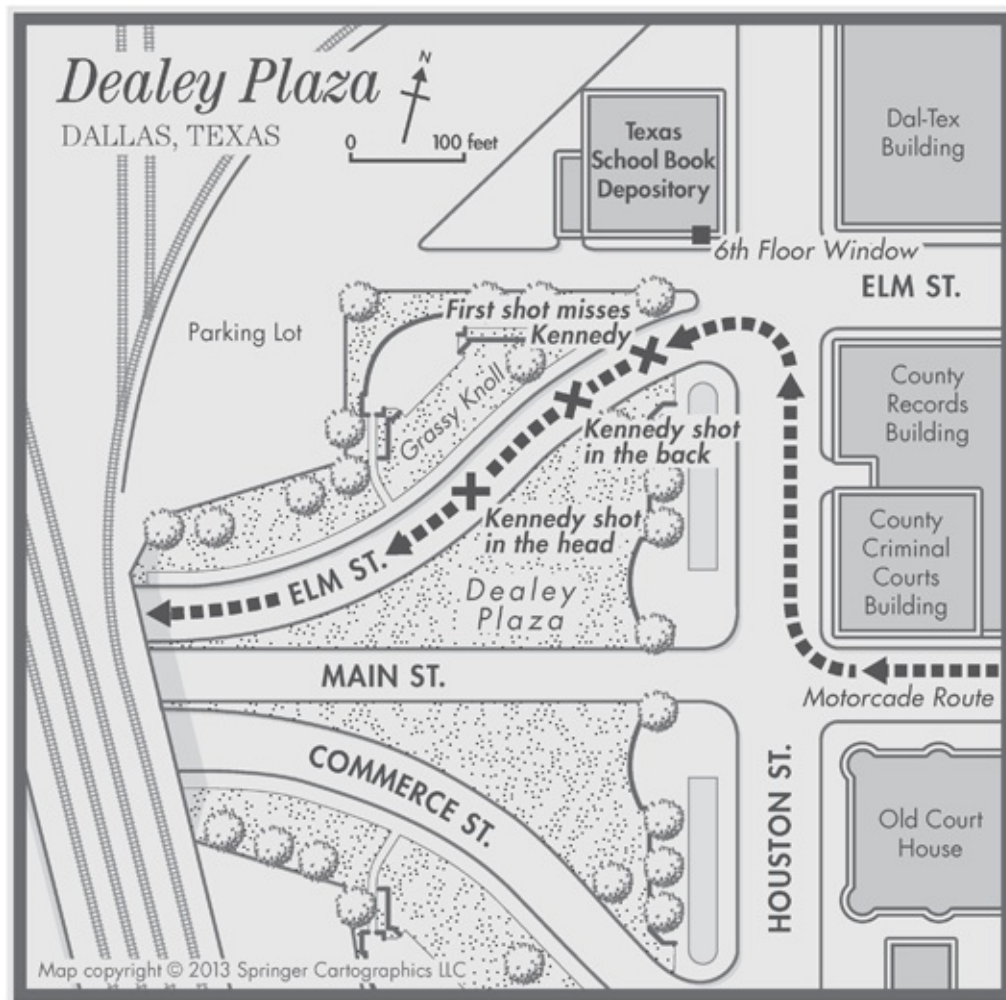 Dealey Plaza
DALLAS, TEXAS
N
0 100 feet
Texas
School Book
Depository
Dal-Tex
Building
6th Floor Window
ELM ST.
Parking Lot
First shot misses
Kennedy
Grassy Knoll
Kennedy shot
in the back
County
Records
Building
Kennedy shot
in the head
County
Criminal
Courts
Building
ELM ST.
Dealey
Plaza
MAIN ST.
Motorcade Route
COMMERCE ST.
HOUSTON ST.
Old Court
House
Map copyright © 2013 Springer Cartographics LLC